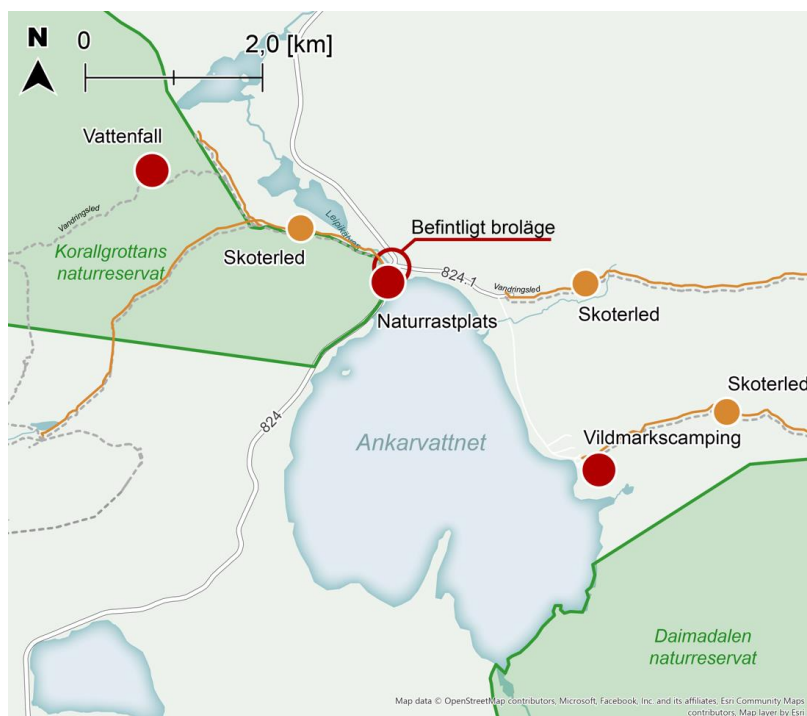 N
0 2,0 [km]
Vattenfall
Vandringsled
Korallgrottans
naturreservat
Skoterled
Befintligt broläge
824.1
Vandringsled
Naturrastplats
Skoterled
824
Skoterled
Ankarvattnet
Vildmarkscamping
Daimadalen
naturreservat
Map data © OpenStreetMap contributors, Microsoft, Facebook, Inc. and its affiliates, Esri Community Maps
contributors, Map layer by Esri